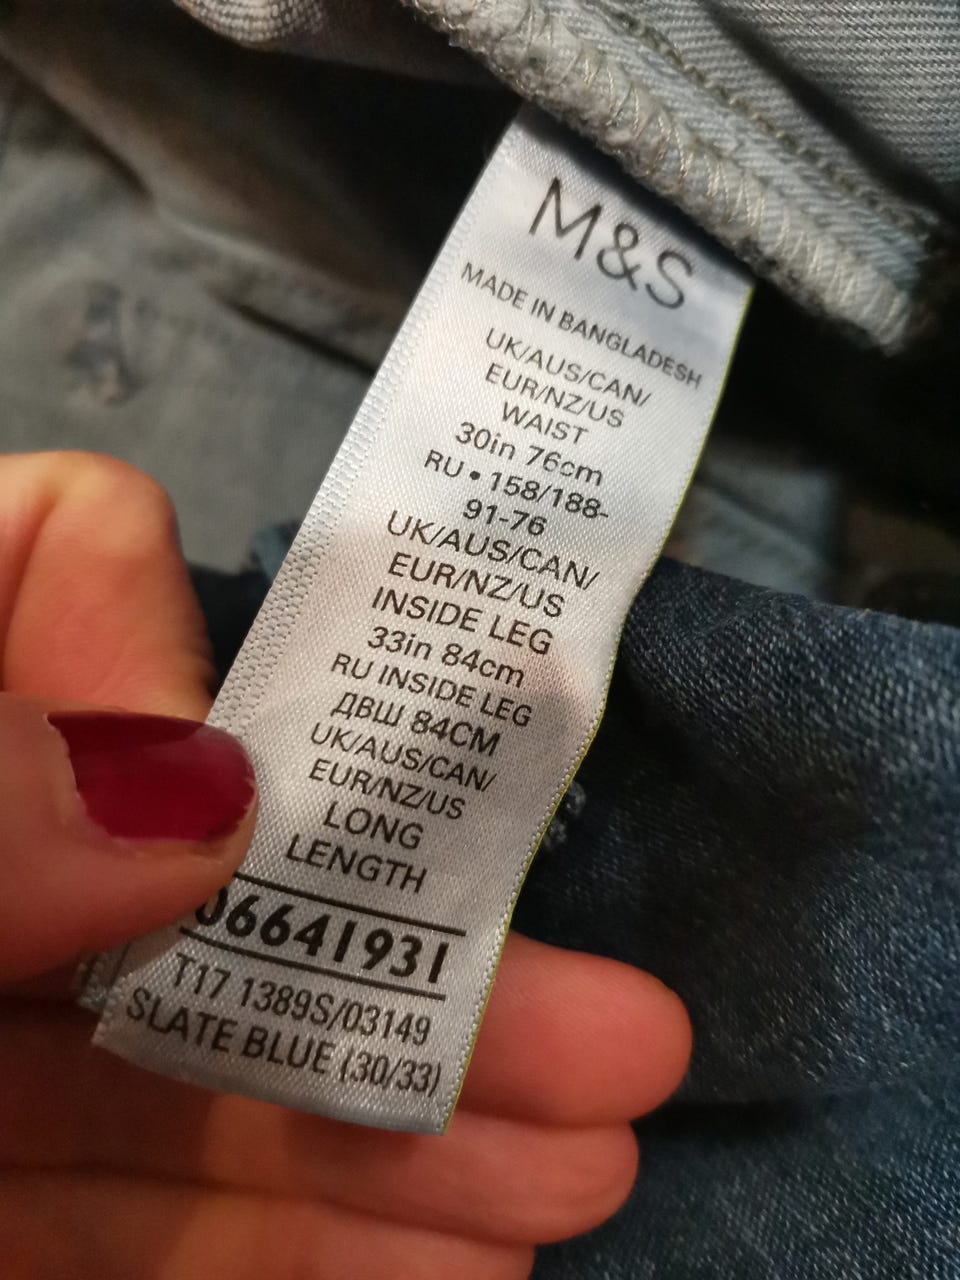 M&S
MADE IN BANGLADESH
UK/AUS/CAN/
EUR/NZ/US
WAIST
30in 76cm
RU • 158/188-
91-76
UK/AUS/CAN/
EUR/NZ/US
INSIDE LEG
33in 84cm
RU INSIDE LEG
ДВШ 84CM
UK/AUS/CAN/
EUR/NZ/US
LONG
LENGTH
06641931
T17 1389S/03149
SLATE BLUE (30/33)